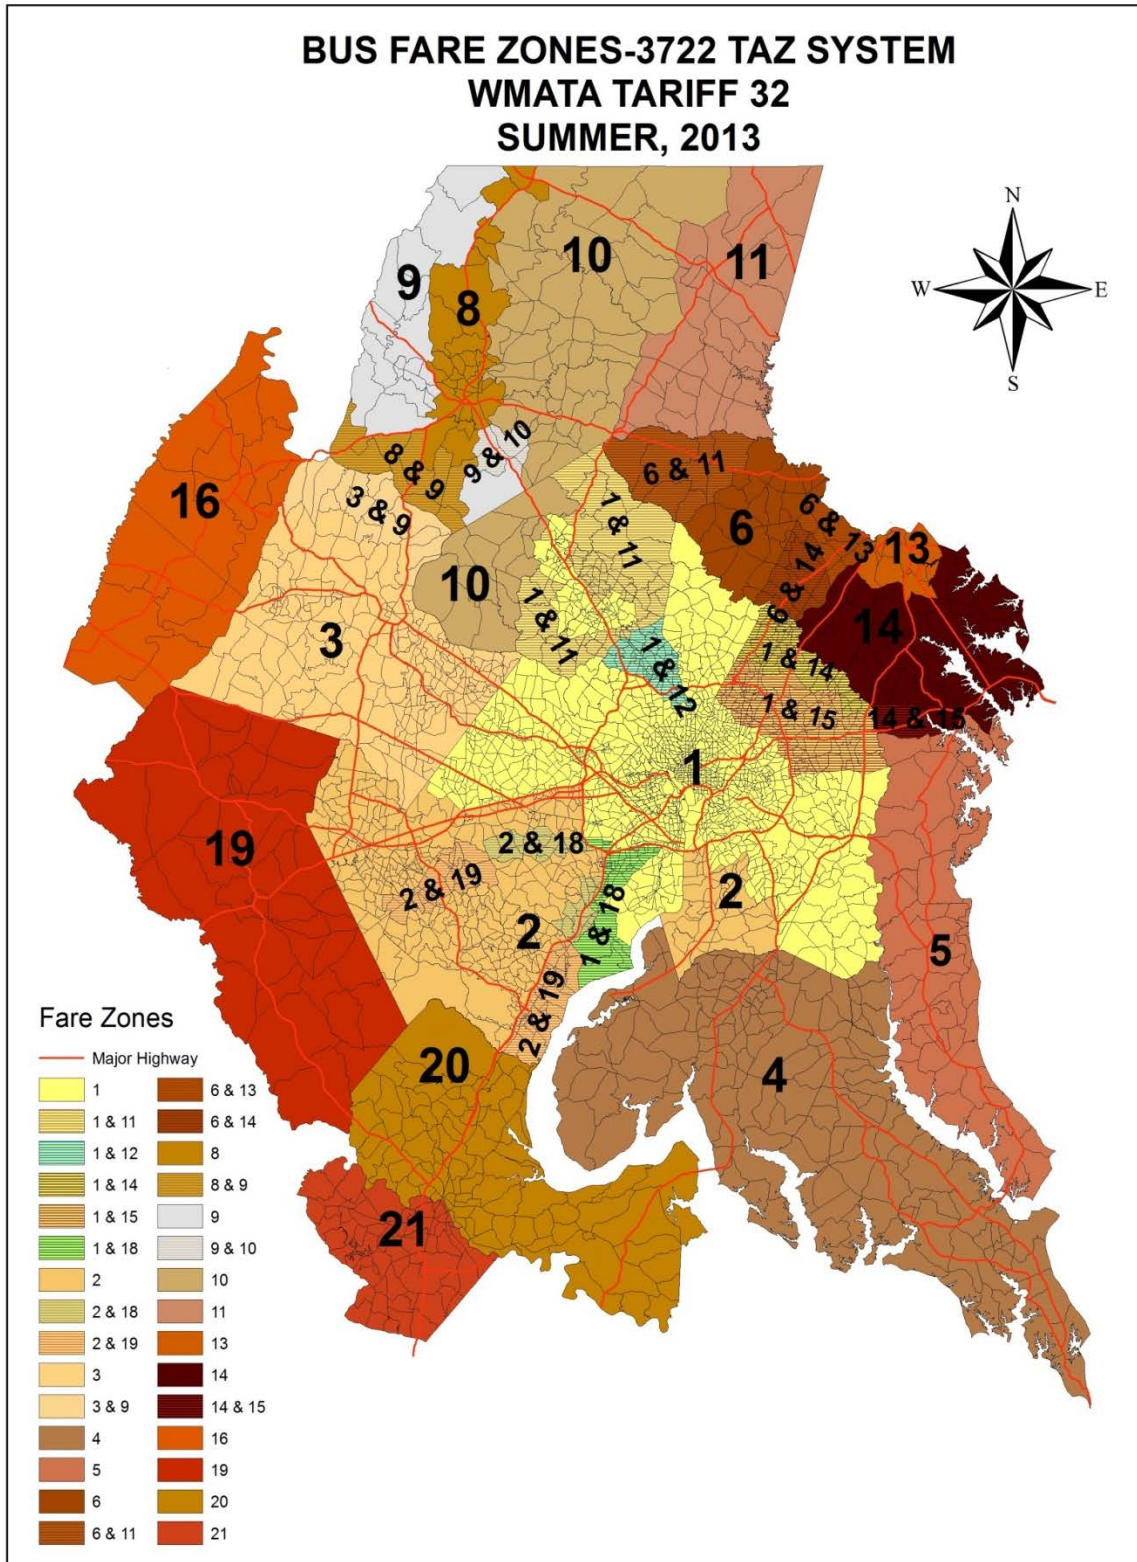 BUS FARE ZONES-3722 TAZ SYSTEM
WMATA TARIFF 32
SUMMER, 2013
N
W
E
S
9
8
10
11
16
8 & 9
9 & 10
3 & 9
6 & 11
6
6 & 13
13
6 & 14
1 & 11
10
1 & 11
3
14
1 & 12
1 & 14
1 & 15
14 & 15
1
19
2 & 18
2 & 19
2
1 & 18
2
5
2 & 19
20
4
21
Fare Zones
Major Highway
1
1 & 11
1 & 12
1 & 14
1 & 15
1 & 18
2
2 & 18
2 & 19
3
3 & 9
4
5
6
6 & 11
6 & 13
6 & 14
8
8 & 9
9
9 & 10
10
11
13
14
14 & 15
16
19
20
21